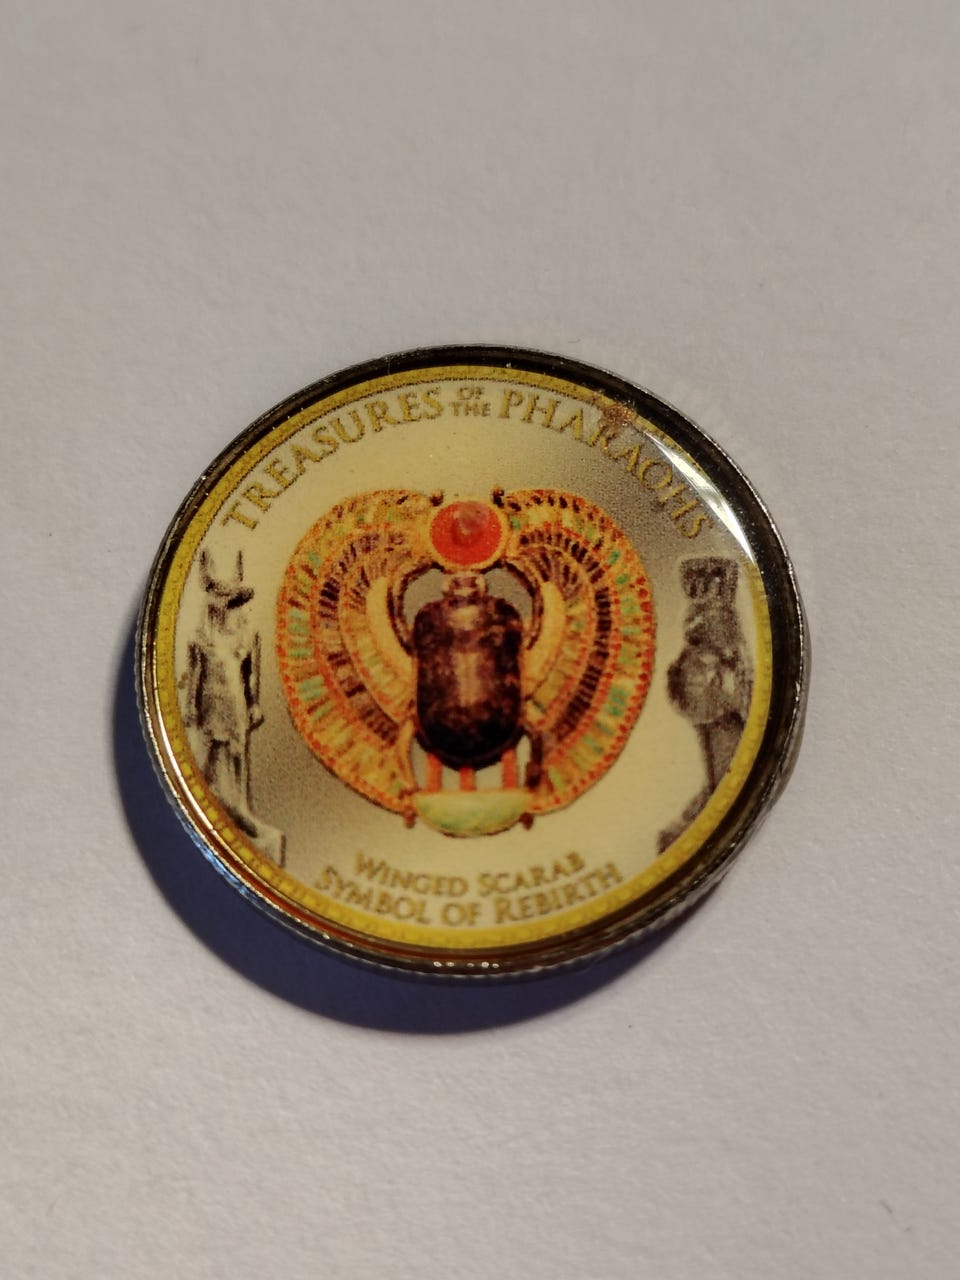 TREASURES OF THE PHARAOHS
WINGED SCARAB
SYMBOL OF REBIRTH